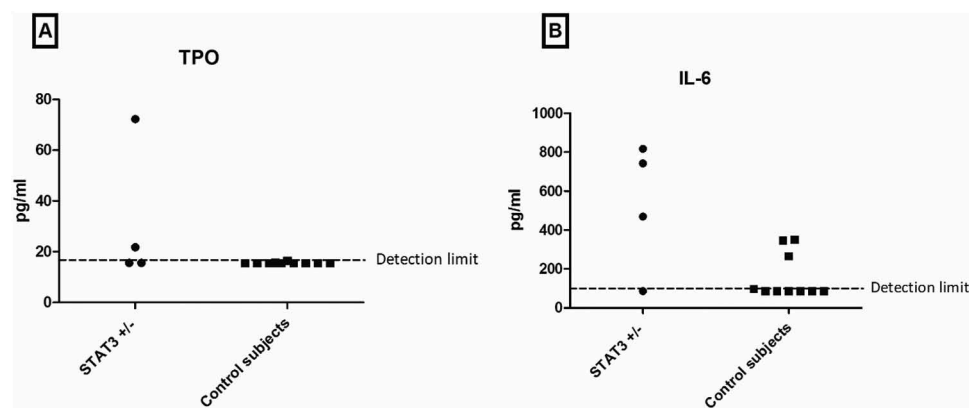 A
TPO
pg/ml
80
60
40
20
0
Detection limit
STAT3 +/-
Control subjects
B
IL-6
pg/ml
1000
800
600
400
200
0
Detection limit
STAT3 +/-
Control subjects